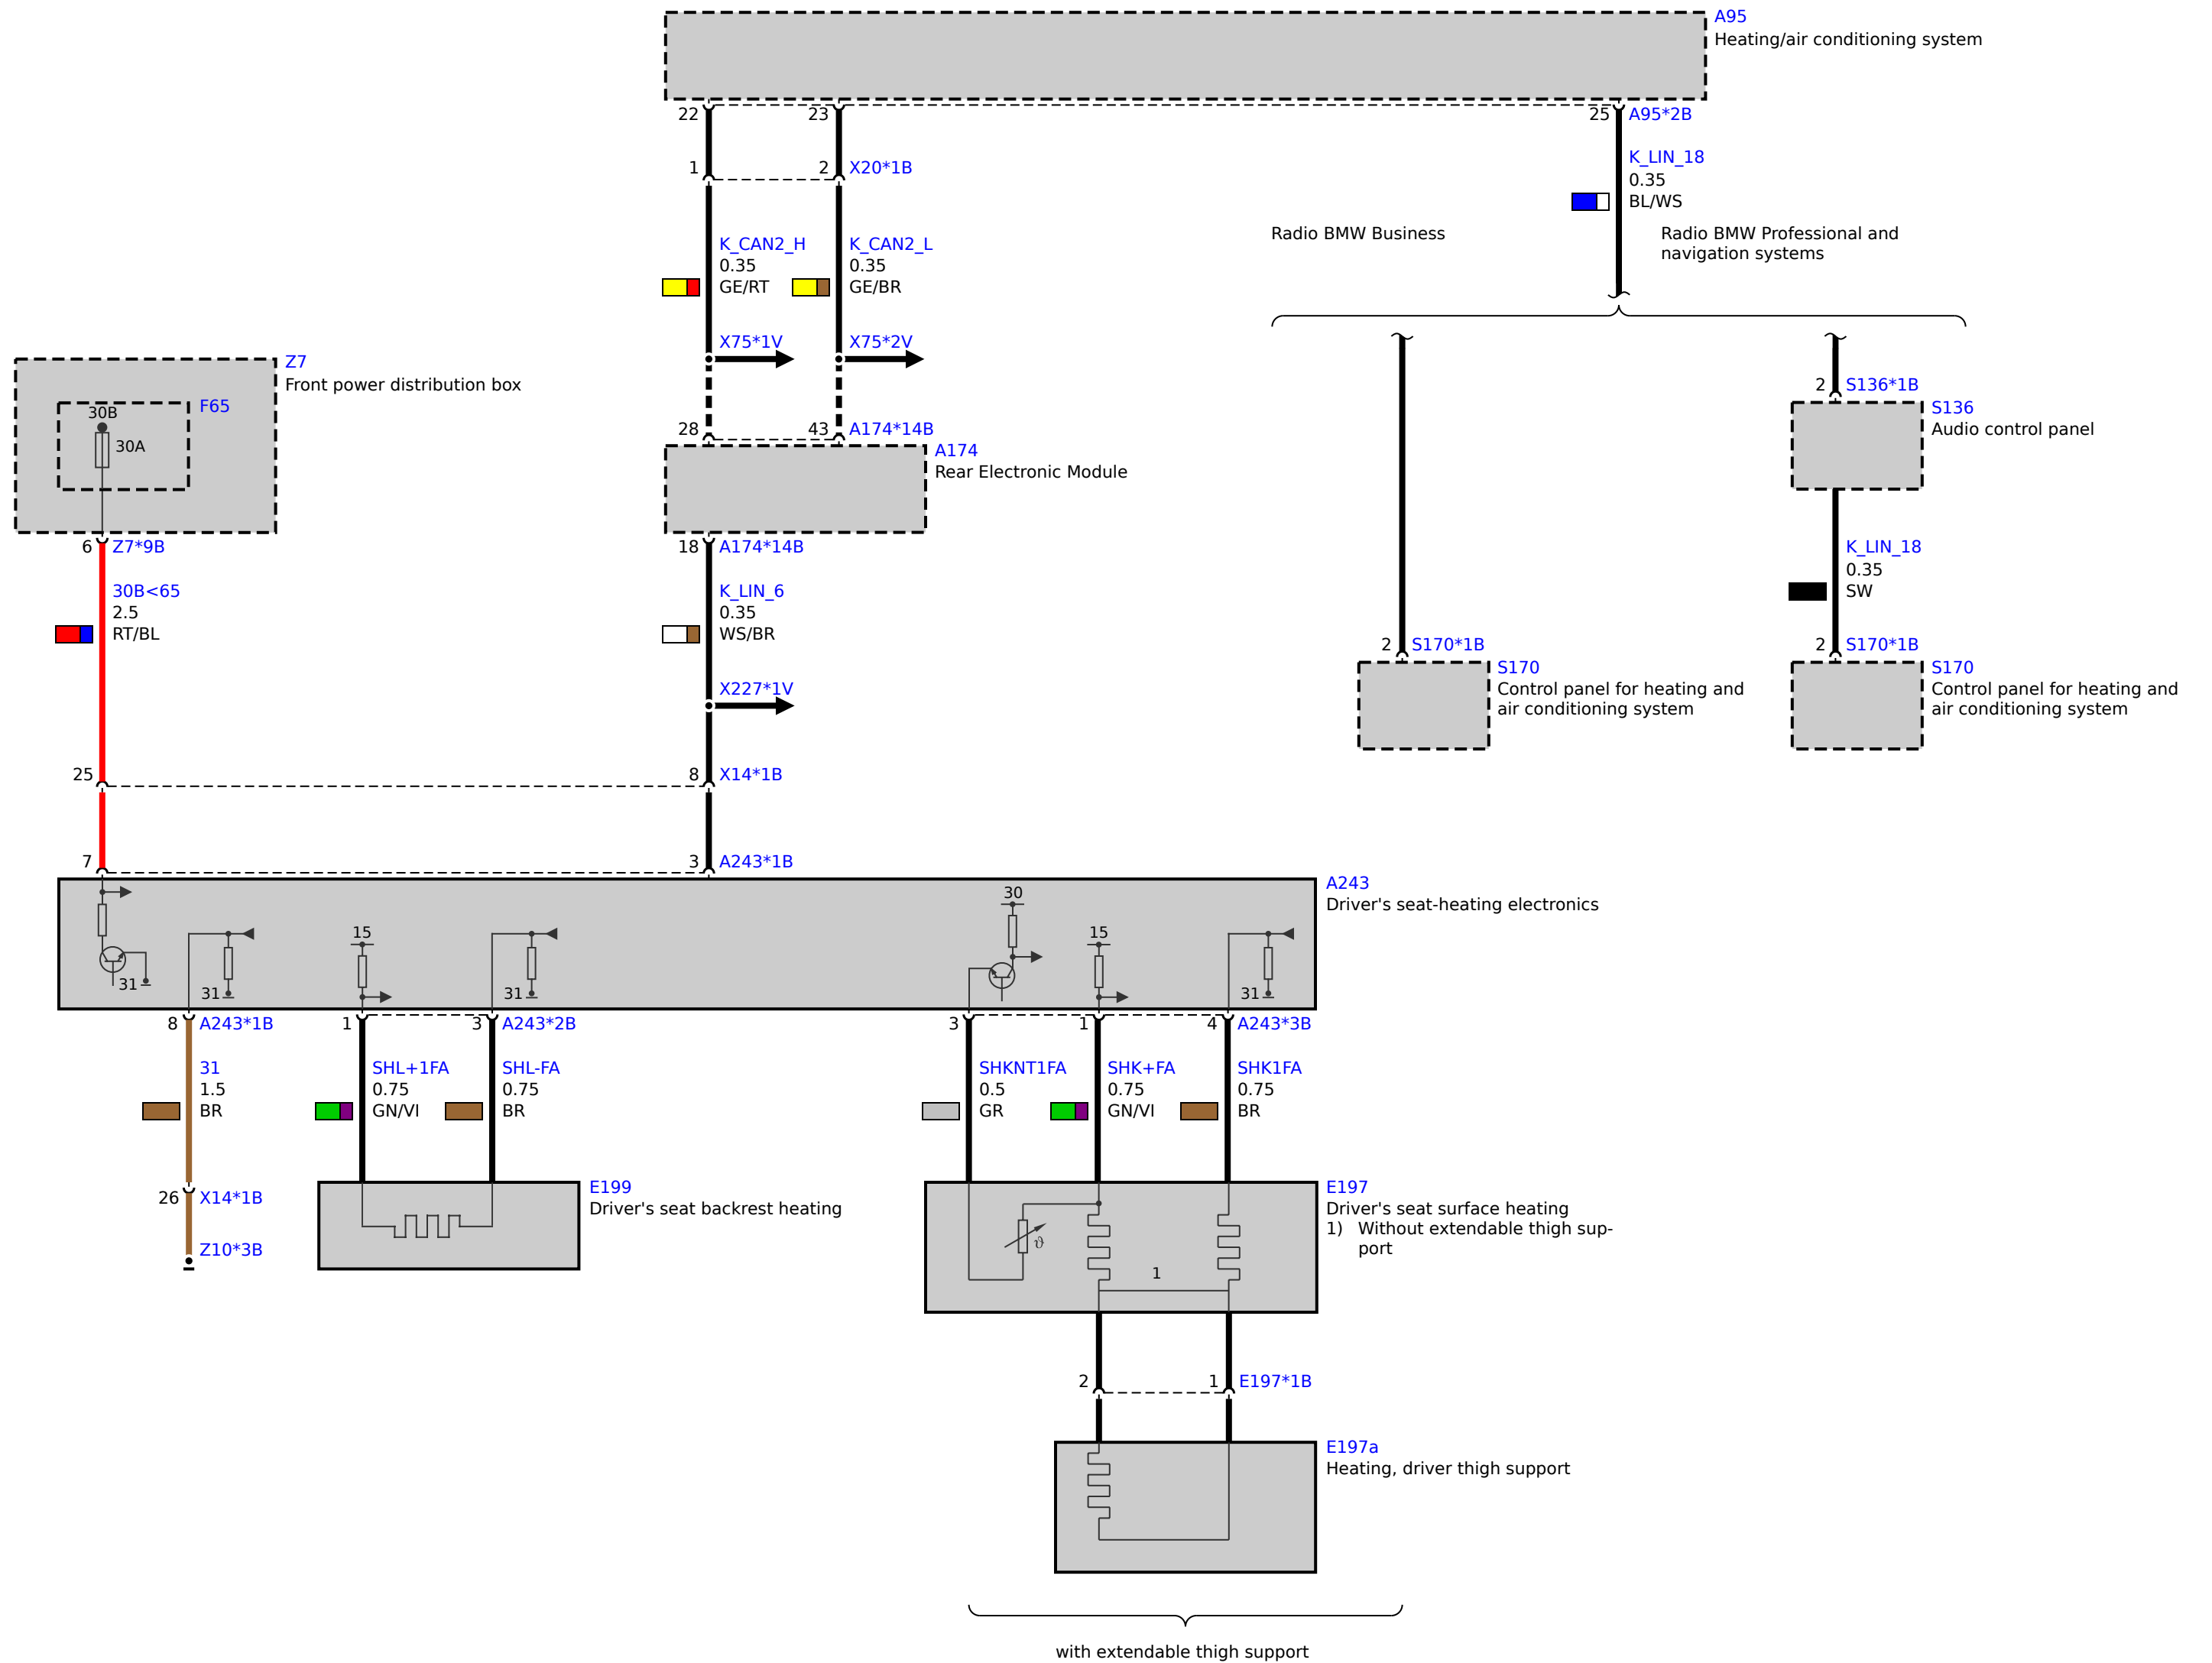 A95
Heating/air conditioning system
22
23
25
A95*2B
1
2
X20*1B
K_LIN_18
0.35
BL/WS
Radio BMW Business
Radio BMW Professional and
navigation systems
K_CAN2_H
0.35
GE/RT
K_CAN2_L
0.35
GE/BR
X75*1V
X75*2V
Z7
Front power distribution box
F65
30B
30A
28
43
A174*14B
A174
Rear Electronic Module
2
S136*1B
S136
Audio control panel
6
Z7*9B
18
A174*14B
30B<65
2.5
RT/BL
K_LIN_6
0.35
WS/BR
K_LIN_18
0.35
SW
2
S170*1B
S170
Control panel for heating and
air conditioning system
2
S170*1B
S170
Control panel for heating and
air conditioning system
X227*1V
25
8
X14*1B
7
3
A243*1B
A243
Driver's seat-heating electronics
31
31
15
31
30
15
31
8
A243*1B
1
3
A243*2B
3
1
4
A243*3B
31
1.5
BR
SHL+1FA
0.75
GN/VI
SHL-FA
0.75
BR
SHKNT1FA
0.5
GR
SHK+FA
0.75
GN/VI
SHK1FA
0.75
BR
26
X14*1B
Z10*3B
E199
Driver's seat backrest heating
E197
Driver's seat surface heating
1) Without extendable thigh sup-
port
ϑ
1
2
1
E197*1B
E197a
Heating, driver thigh support
with extendable thigh support